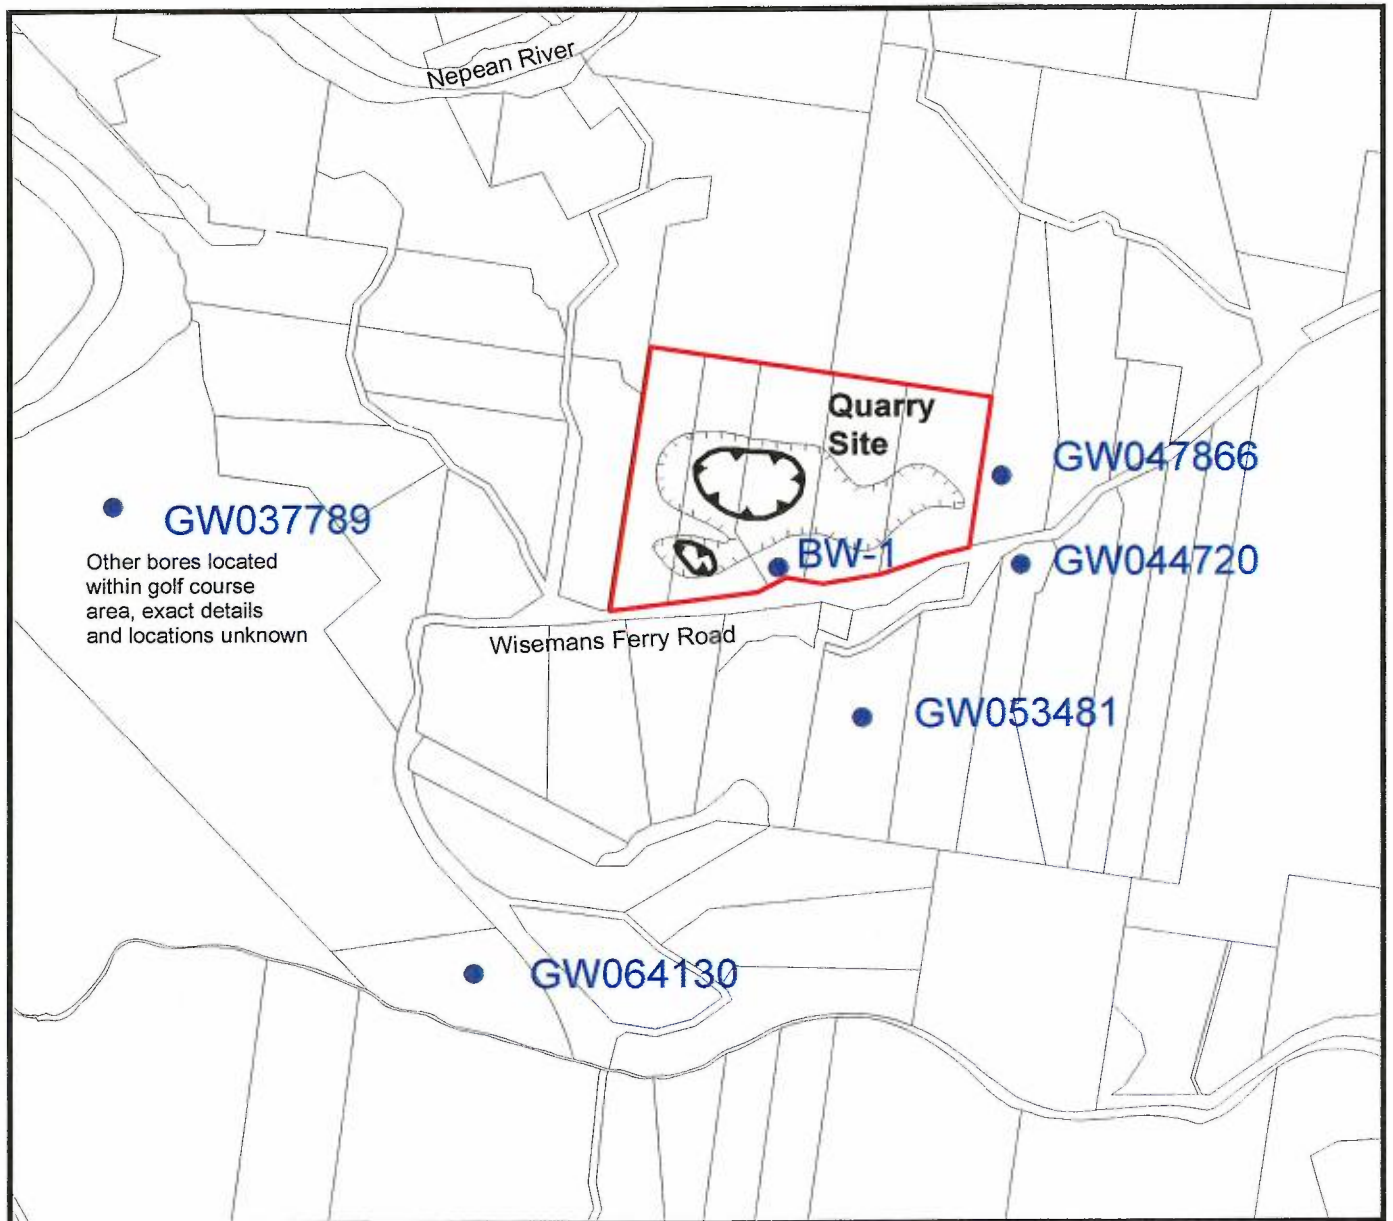 Nepean River
Quarry
Site
GW047866
GW037789
Other bores located
within golf course
area, exact details
and locations unknown
BW-1
GW044720
Wisemans Ferry Road
GW053481
GW064130